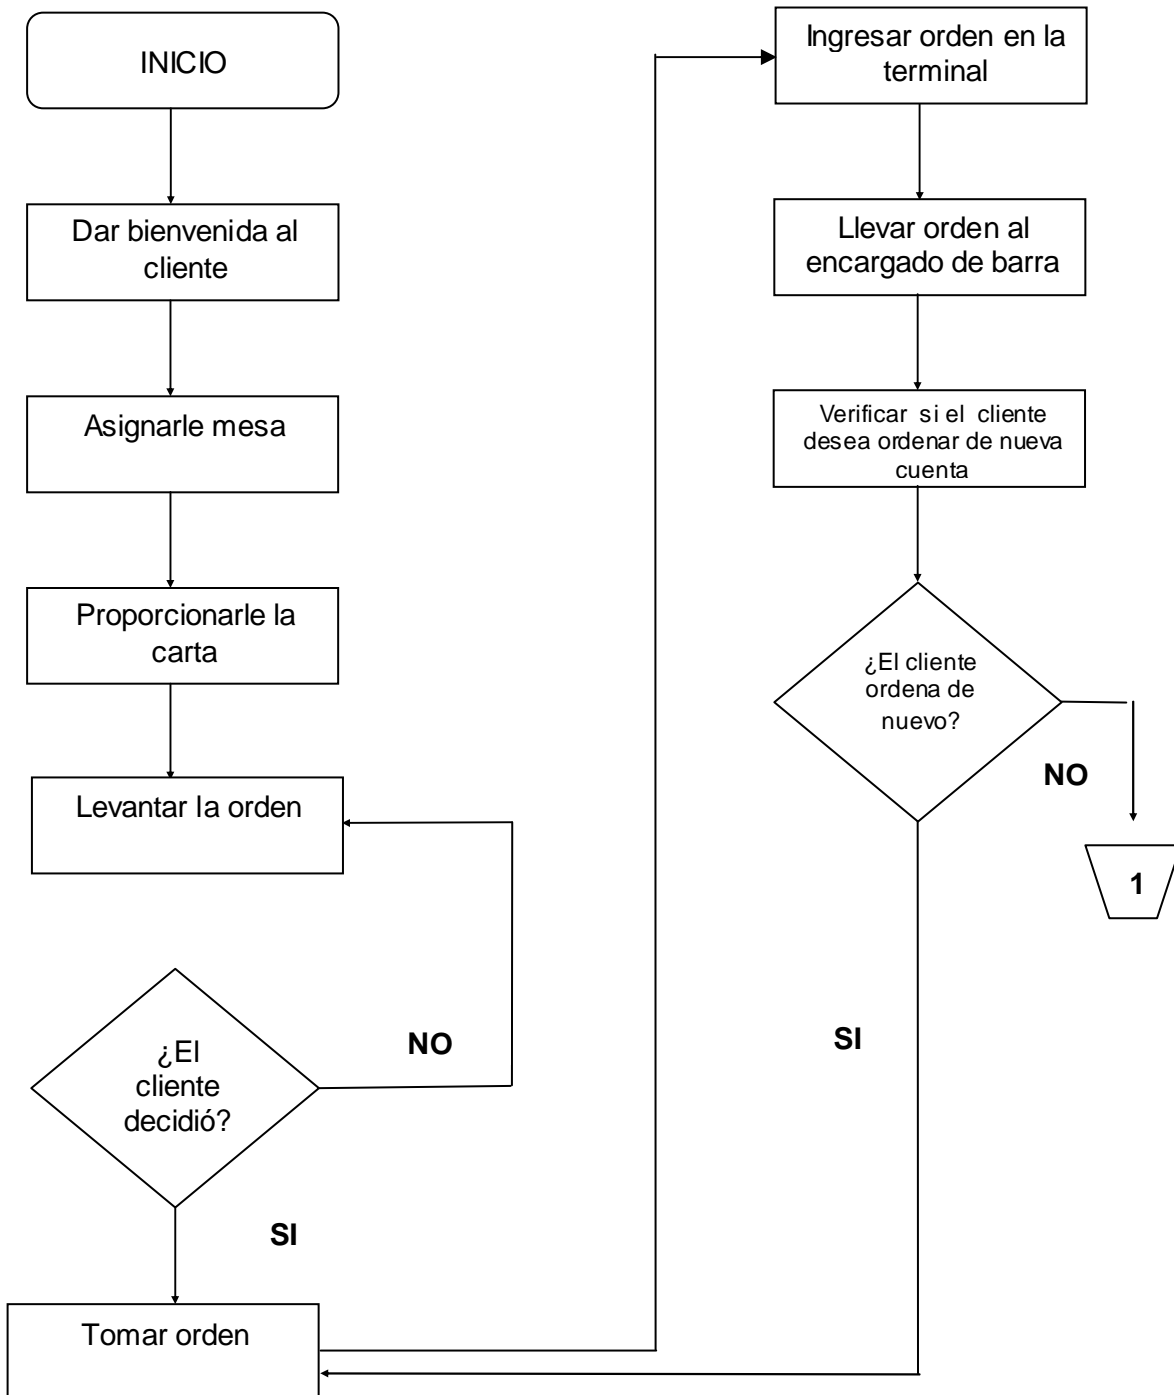 INICIO
Dar bienvenida al
cliente
Asignarle mesa
Proporcionarle la
carta
Levantar la orden
¿El
cliente
decidió?
NO
SI
Tomar orden
Ingresar orden en la
terminal
Llevar orden al
encargado de barra
Verificar si el cliente
desea ordenar de nueva
cuenta
¿El cliente
ordena de
nuevo?
NO
1
SI